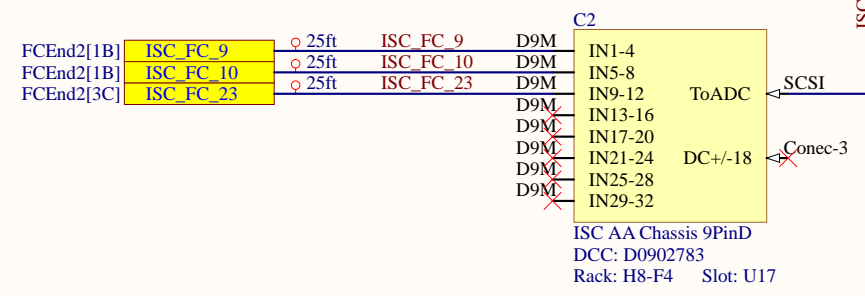 C2
FCEnd2[1B] ISC_FC_9 25ft ISC_FC_9 D9M IN1-4
FCEnd2[1B] ISC_FC_10 25ft ISC_FC_10 D9M IN5-8
FCEnd2[3C] ISC_FC_23 25ft ISC_FC_23 D9M IN9-12 ToADC SCSI
D9M IN13-16
D9M IN17-20
D9M IN21-24 DC+/-18 Conec-3
D9M IN25-28
D9M IN29-32
ISC AA Chassis 9PinD
DCC: D0902783
Rack: H8-F4 Slot: U17